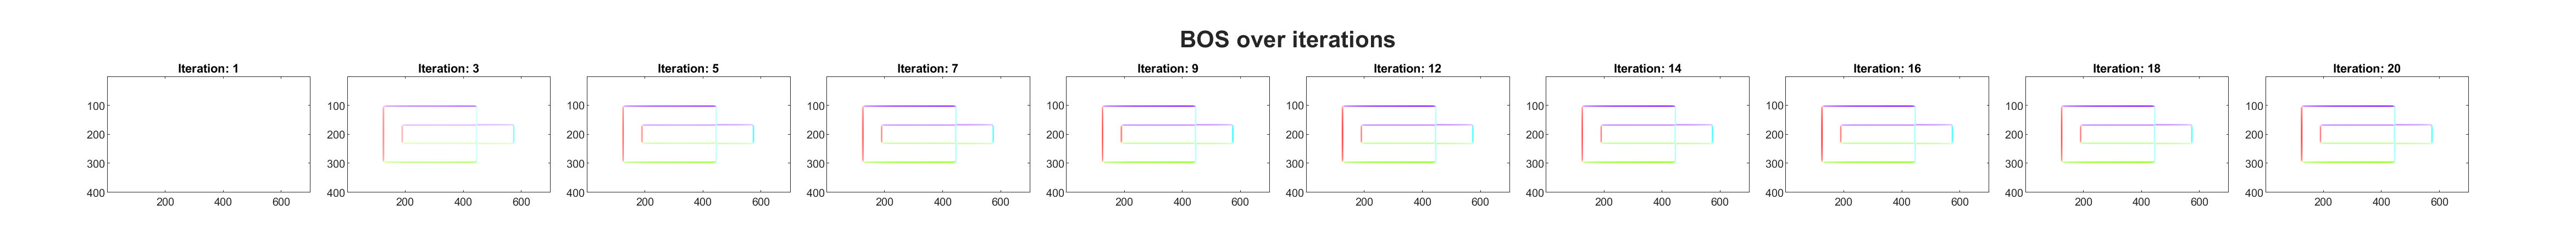 BOS over iterations
Iteration: 1
Iteration: 3
Iteration: 5
Iteration: 7
Iteration: 9
Iteration: 12
Iteration: 14
Iteration: 16
Iteration: 18
Iteration: 20
100 100 100 100 100 100 100 100 100 100
200 200 200 200 200 200 200 200 200 200
300 300 300 300 300 300 300 300 300 300
400 400 400 400 400 400 400 400 400 400
200 400 600 200 400 600 200 400 600 200 400 600 200 400 600 200 400 600 200 400 600 200 400 600 200 400 600 200 400 600